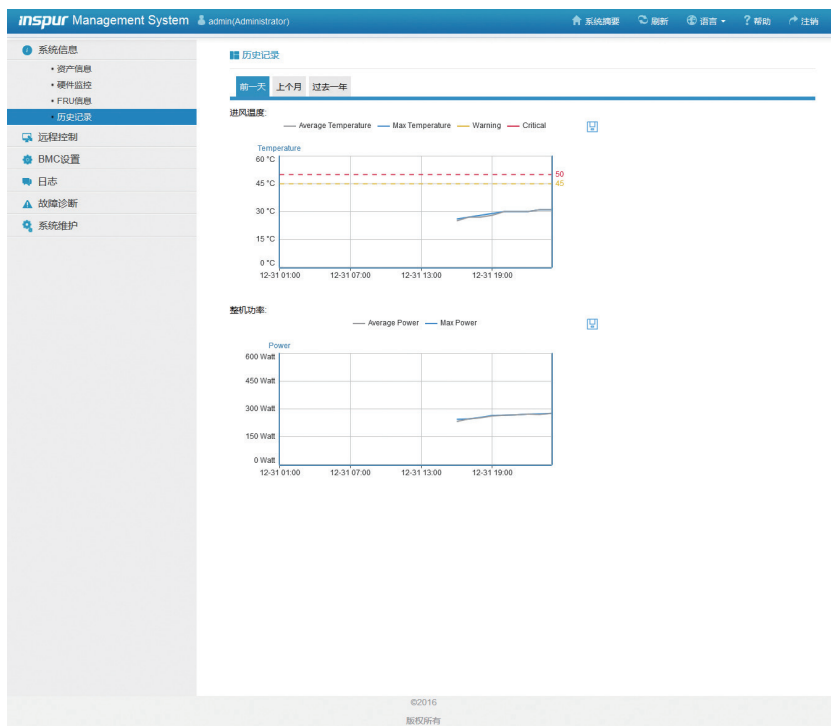 inspur Management System admin(Administrator) 系统摘要 刷新 语言 ? 帮助 注销
系统信息
• 资产信息
• 硬件监控
• FRU信息
• 历史记录
远程控制
BMC设置
日志
故障诊断
系统维护
历史记录
前一天 上个月 过去一年
进风温度:
Average Temperature Max Temperature Warning Critical
Temperature
60 °C
50
45 °C
45
30 °C
15 °C
0 °C
12-31 01:00 12-31 07:00 12-31 13:00 12-31 19:00
整机功率:
Average Power Max Power
Power
600 Watt
450 Watt
300 Watt
150 Watt
0 Watt
12-31 01:00 12-31 07:00 12-31 13:00 12-31 19:00
©2016
版权所有